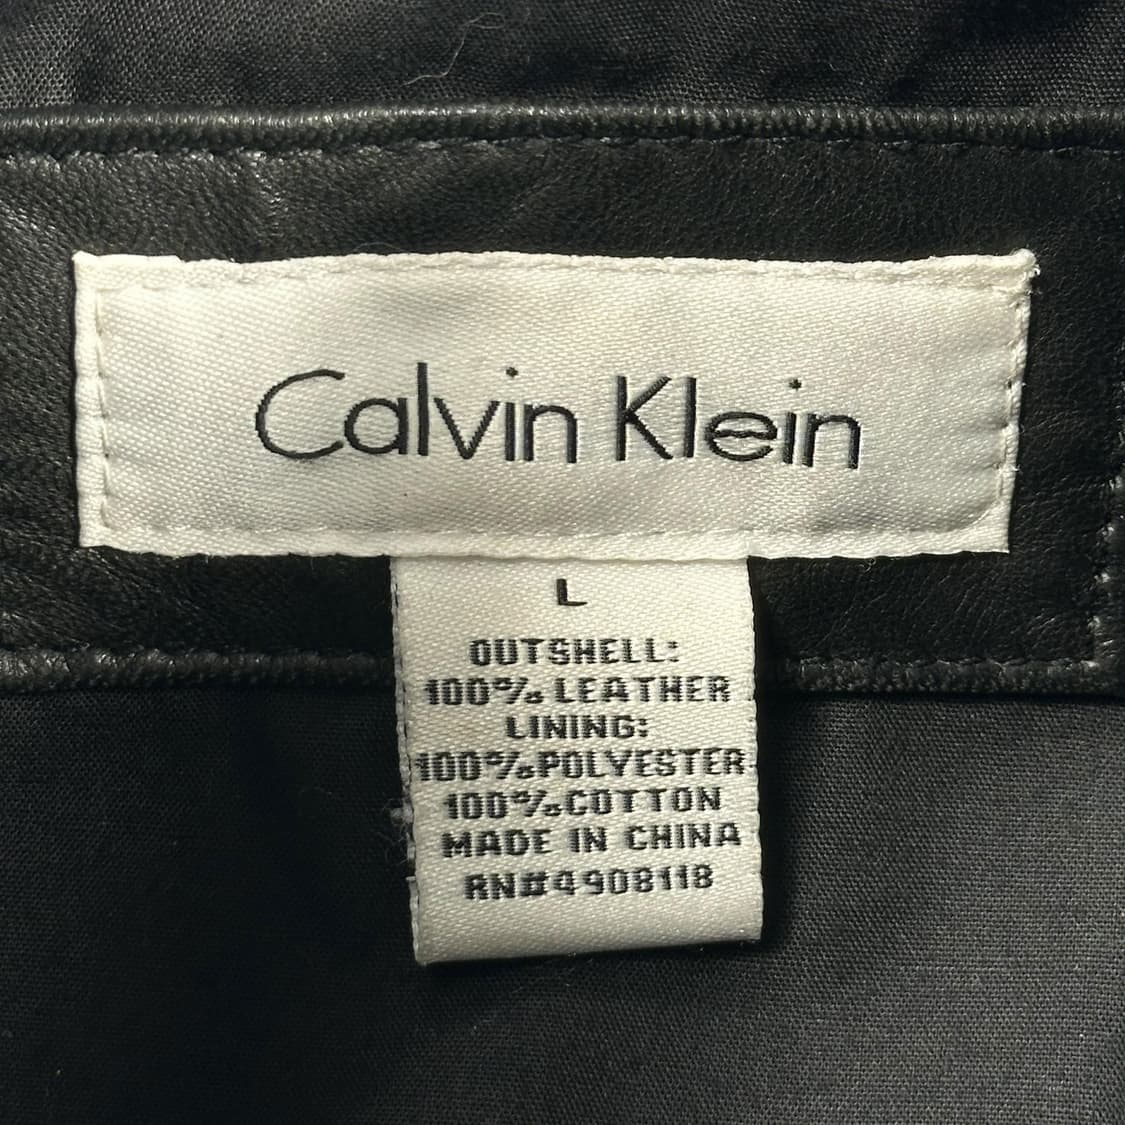 Calvin Klein
L
OUTSHELL:
100% LEATHER
LINING:
100%POLYESTER
100%COTTON
MADE IN CHINA
RN#4908118